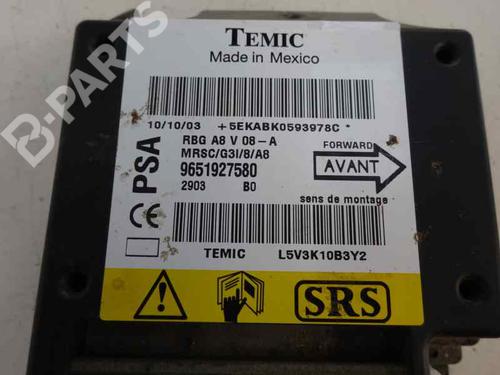 TEMIC
Made in Mexico
10/10/03 +5EKABK0593978C *
RBG A8 V 08-A
MRSC/G3I/8/A8
9651927580
2903 B0
PSA
CE
FORWARD
AVANT
sens de montage
TEMIC L5V3K10B3Y2
SRS
B-PARTS